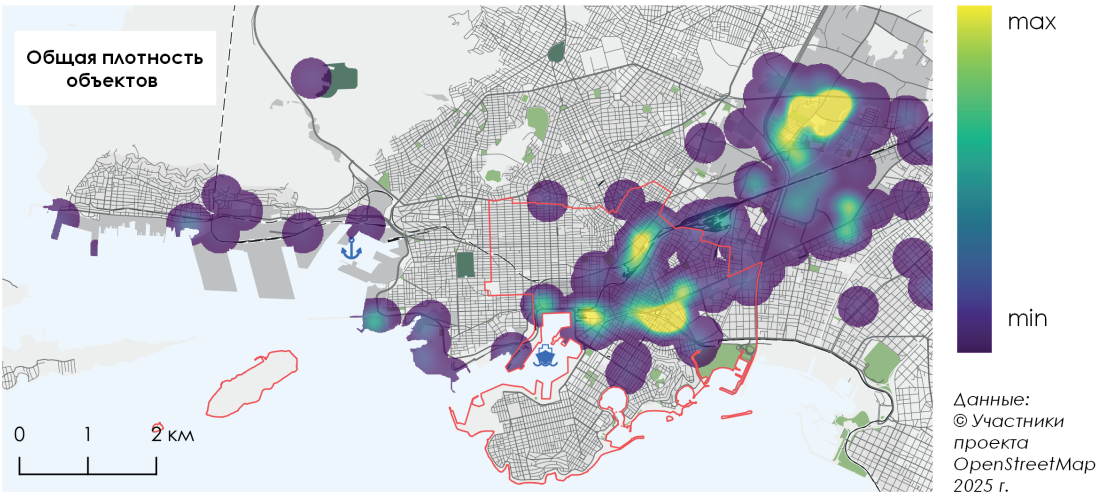 Общая плотность
объектов
max
min
0 1 2 км
Данные:
© Участники
проекта
OpenStreetMap
2025 г.